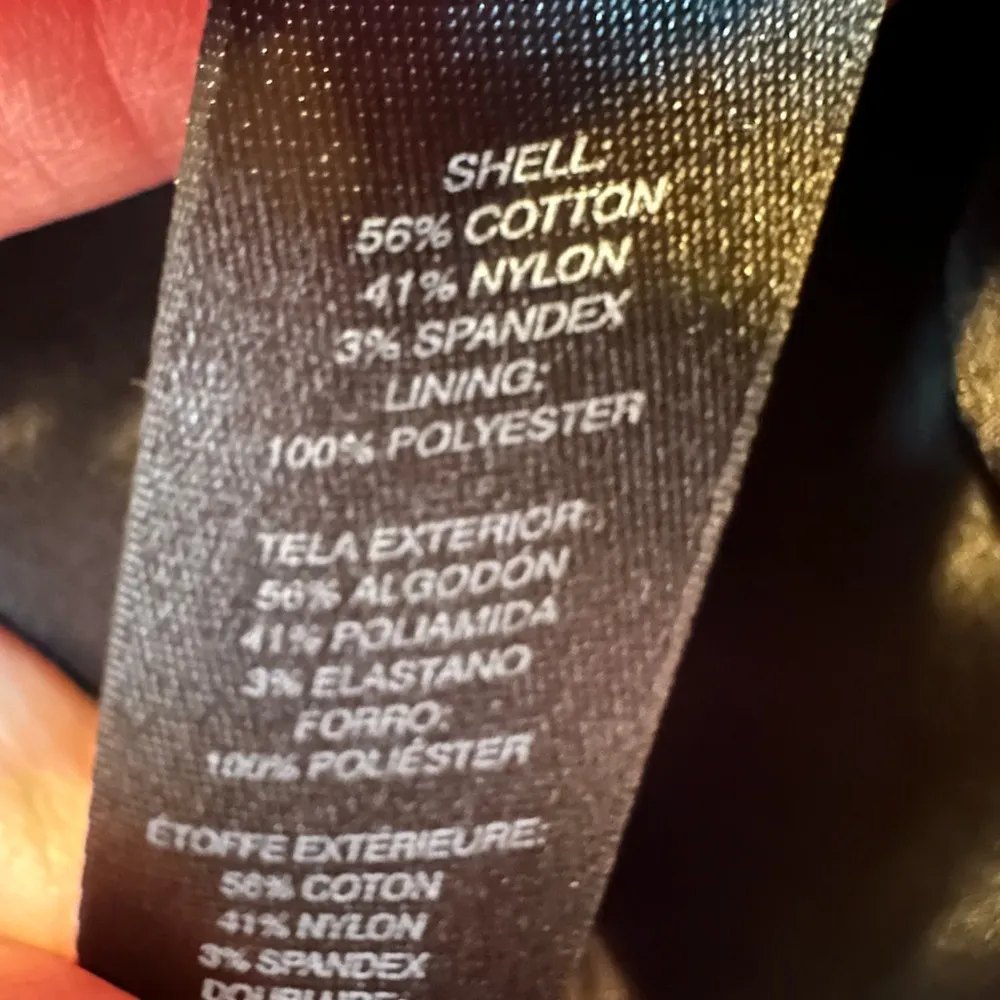 SHELL:
56% COTTON
41% NYLON
3% SPANDEX
LINING:
100% POLYESTER
TELA EXTERIOR:
56% ALGODÓN
41% POLIAMIDA
3% ELASTANO
FORRO:
100% POLIÉSTER
ÉTOFFE EXTÉRIEURE:
56% COTON
41% NYLON
3% SPANDEX
DOUBLURE: